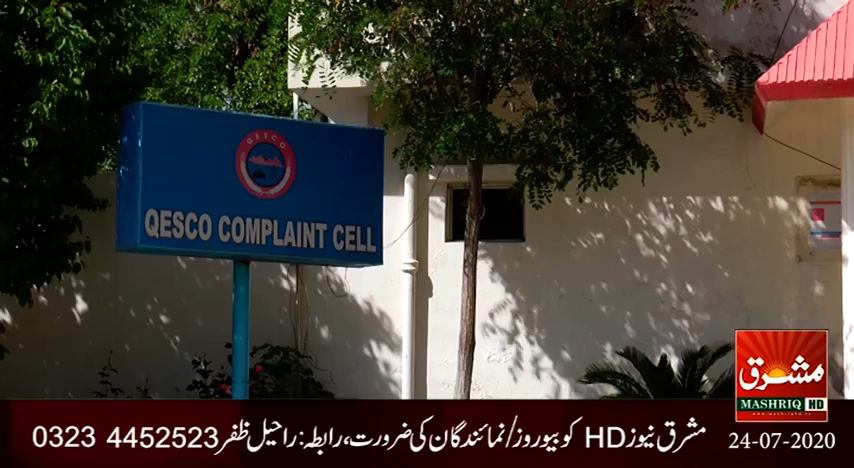 QESCO
QESCO COMPLAINT CELL
مشرق
MASHRIQ HD
مشرق نیوز HD کو بیوروز/نمائندگان کی ضرورت، رابطہ: راحیل ظفر 0323 4452523
24-07-2020